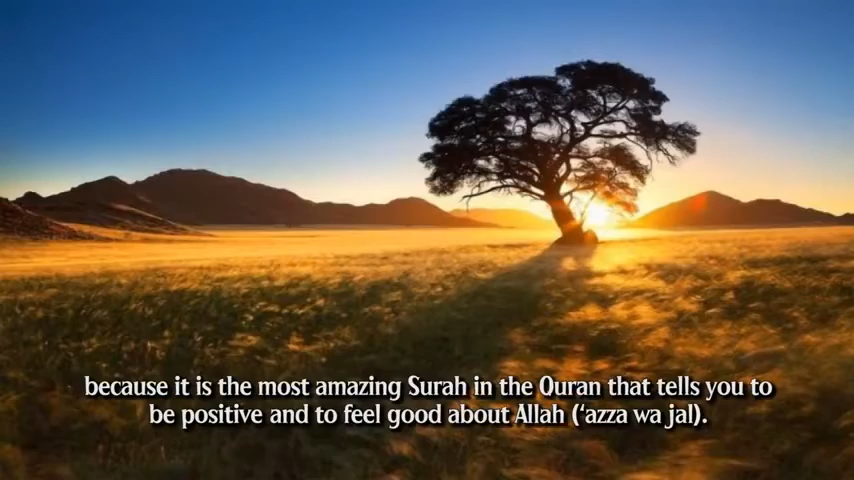 because it is the most amazing Surah in the Quran that tells you to
be positive and to feel good about Allah (‘azza wa jal).